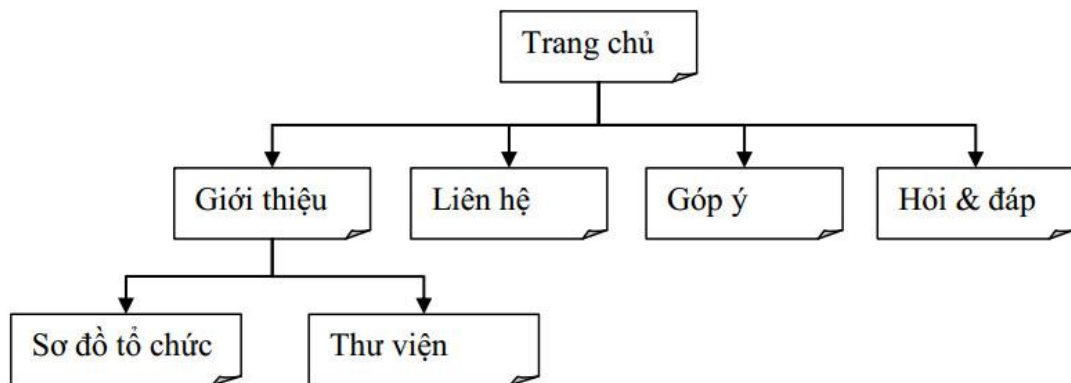 Trang chủ
Giới thiệu
Liên hệ
Góp ý
Hỏi & đáp
Sơ đồ tổ chức
Thư viện